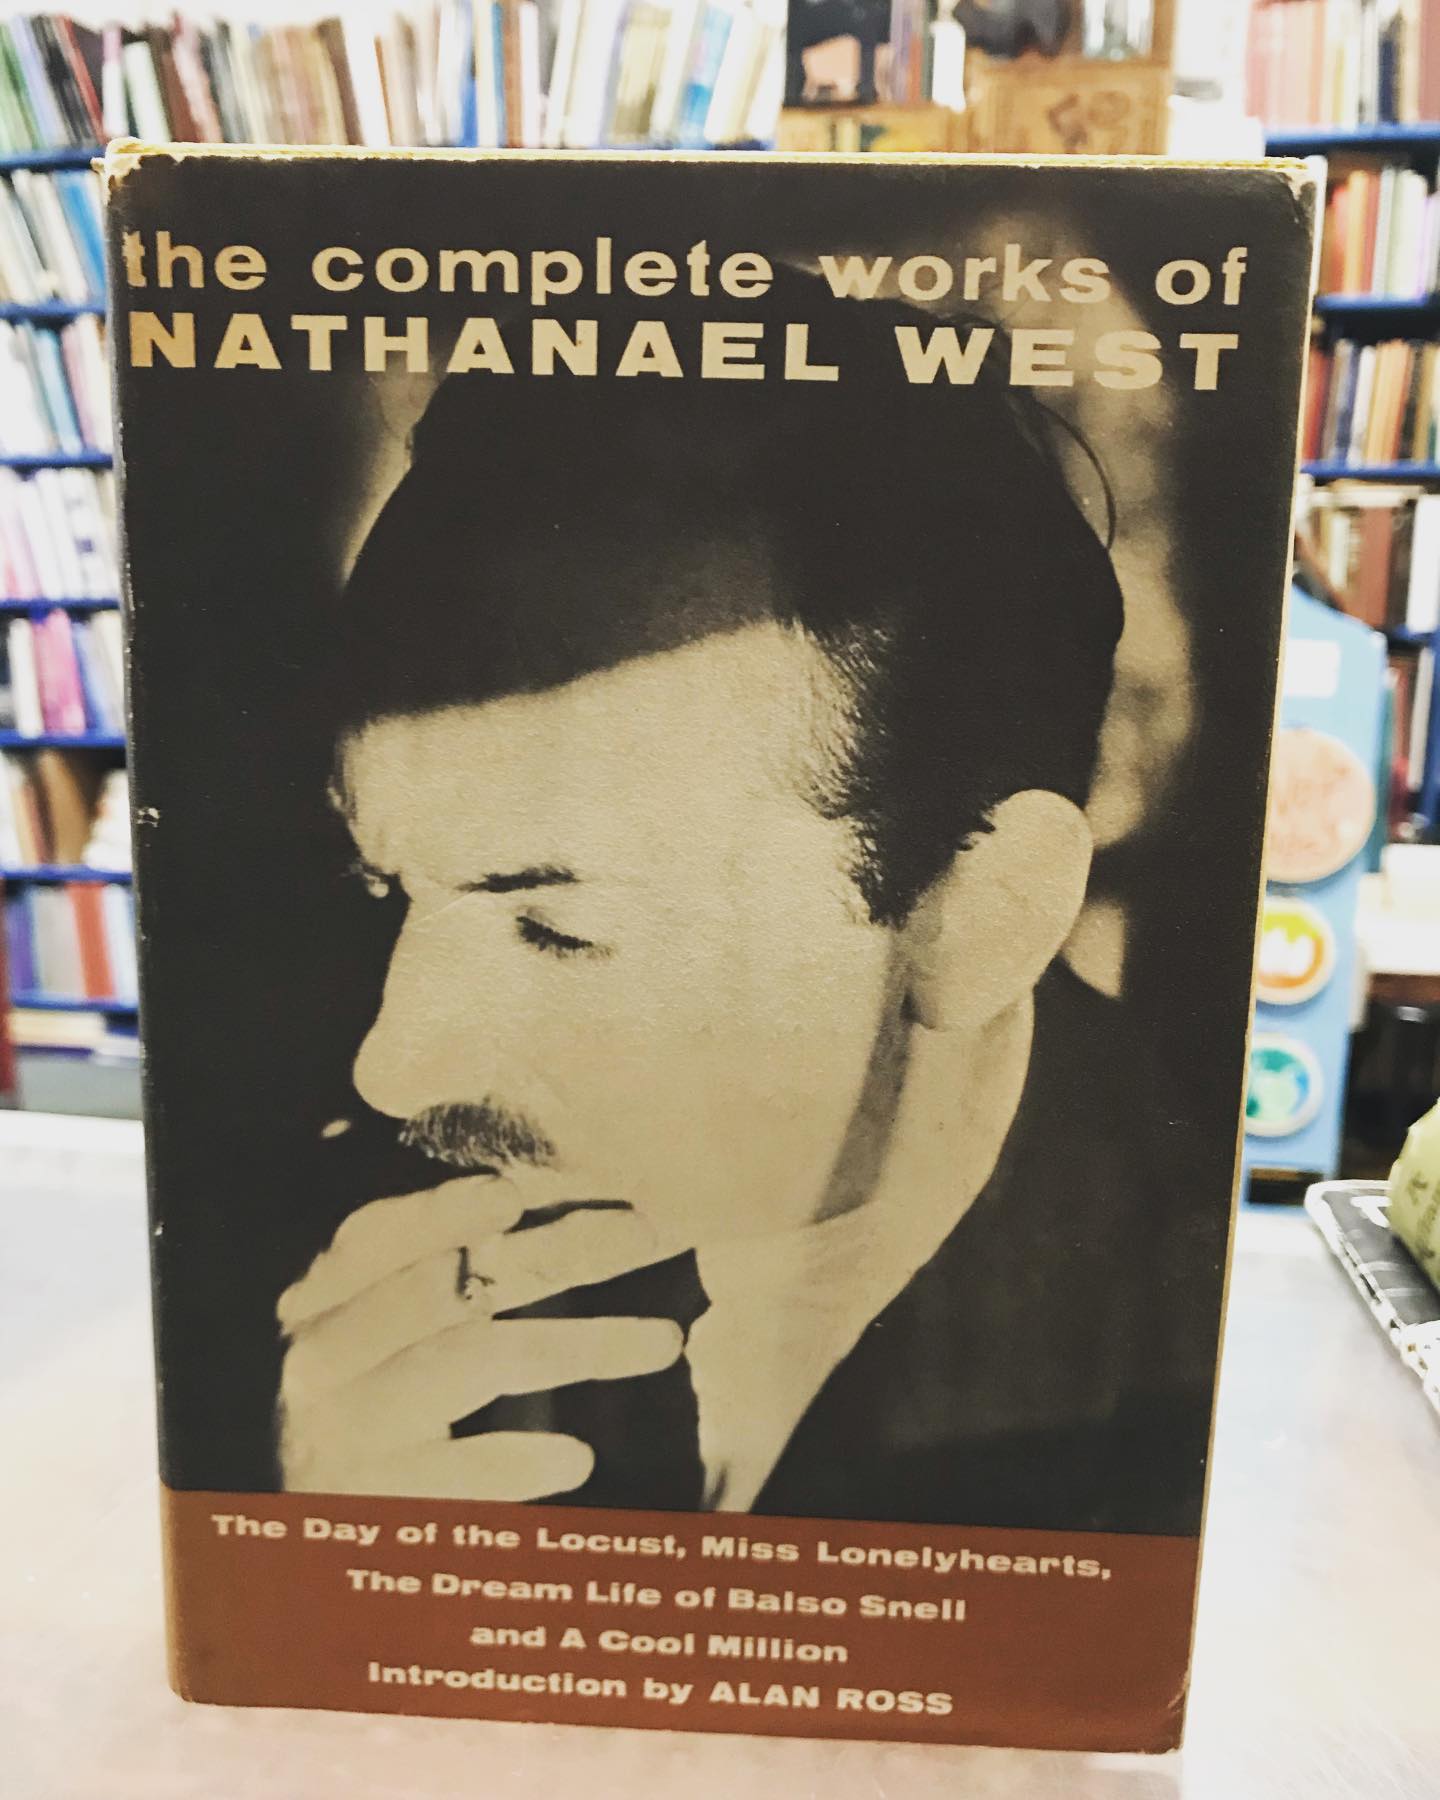 the complete works of
NATHANAEL WEST
The Day of the Locust, Miss Lonelyhearts,
The Dream Life of Balso Snell
and A Cool Million
Introduction by ALAN ROSS